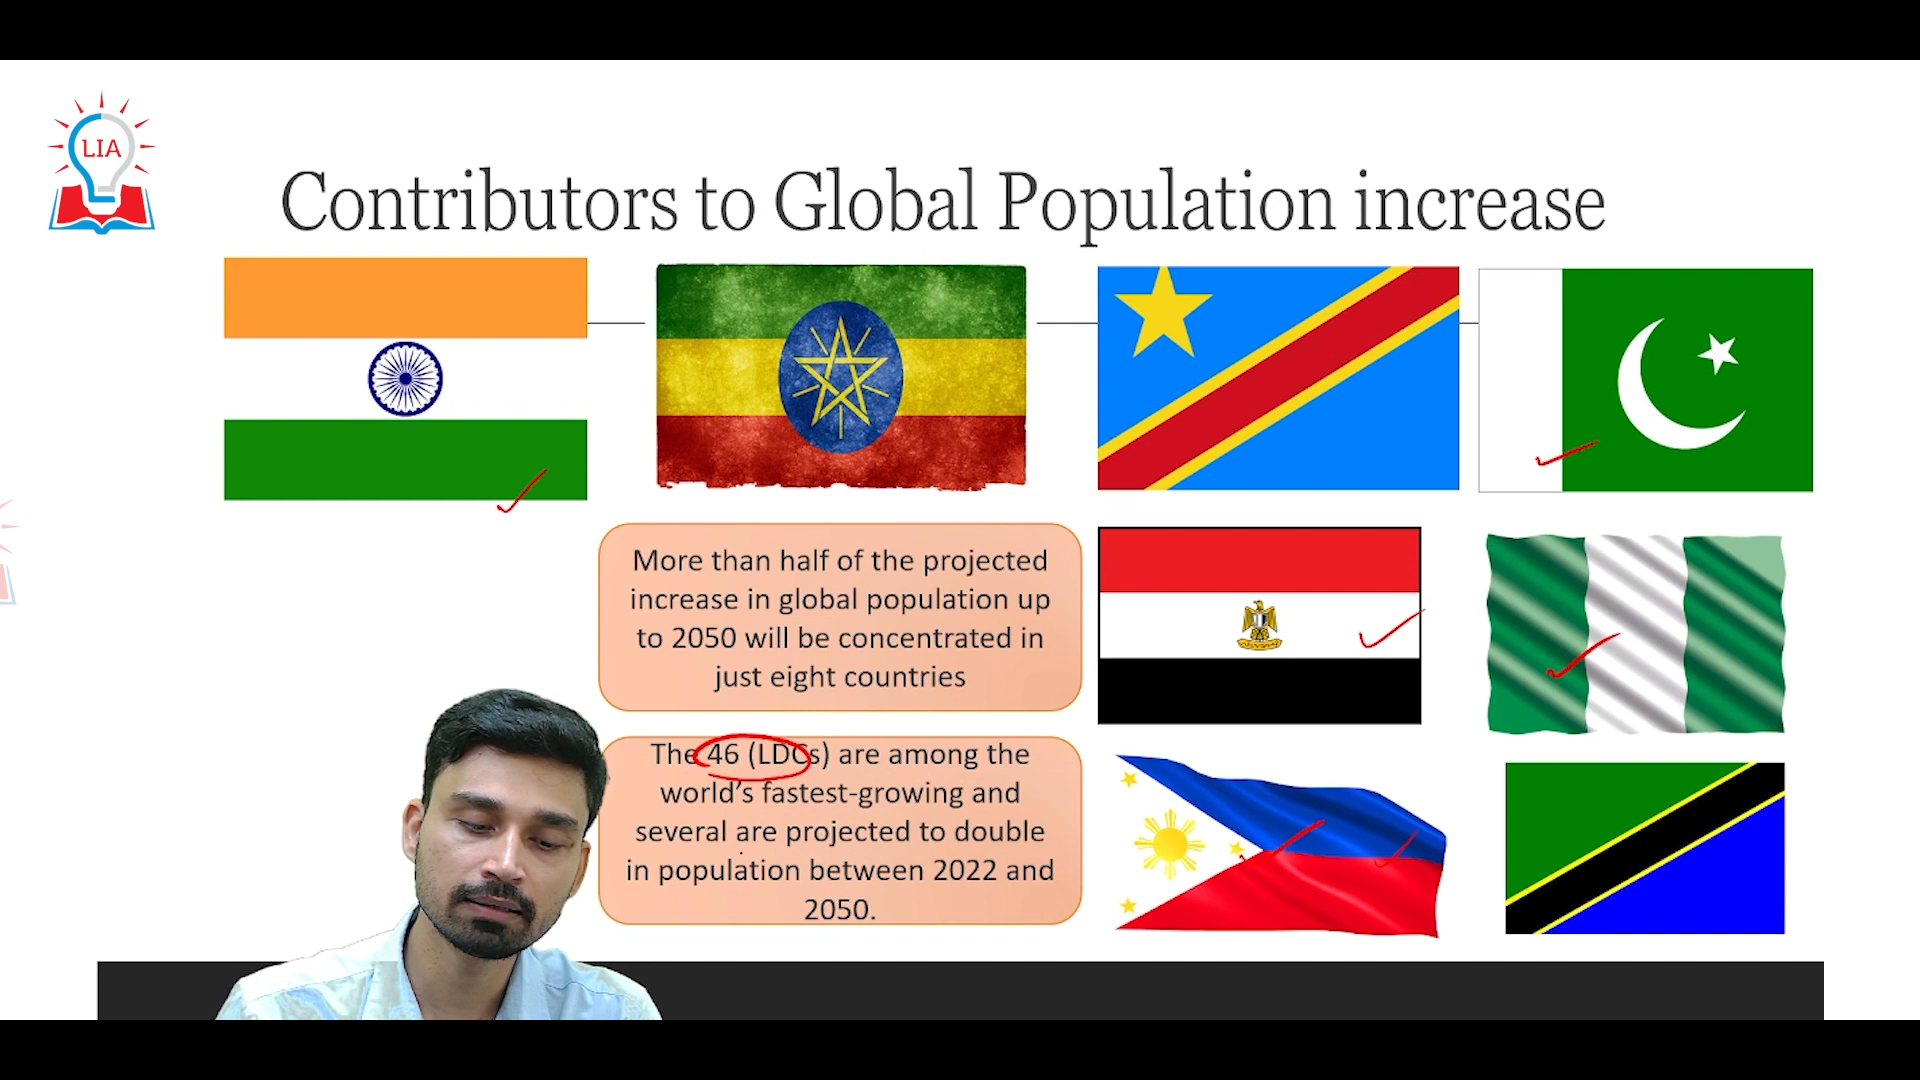 LIA
Contributors to Global Population increase
More than half of the projected
increase in global population up
to 2050 will be concentrated in
just eight countries
The 46 (LDCs) are among the
world’s fastest-growing and
several are projected to double
in population between 2022 and
2050.